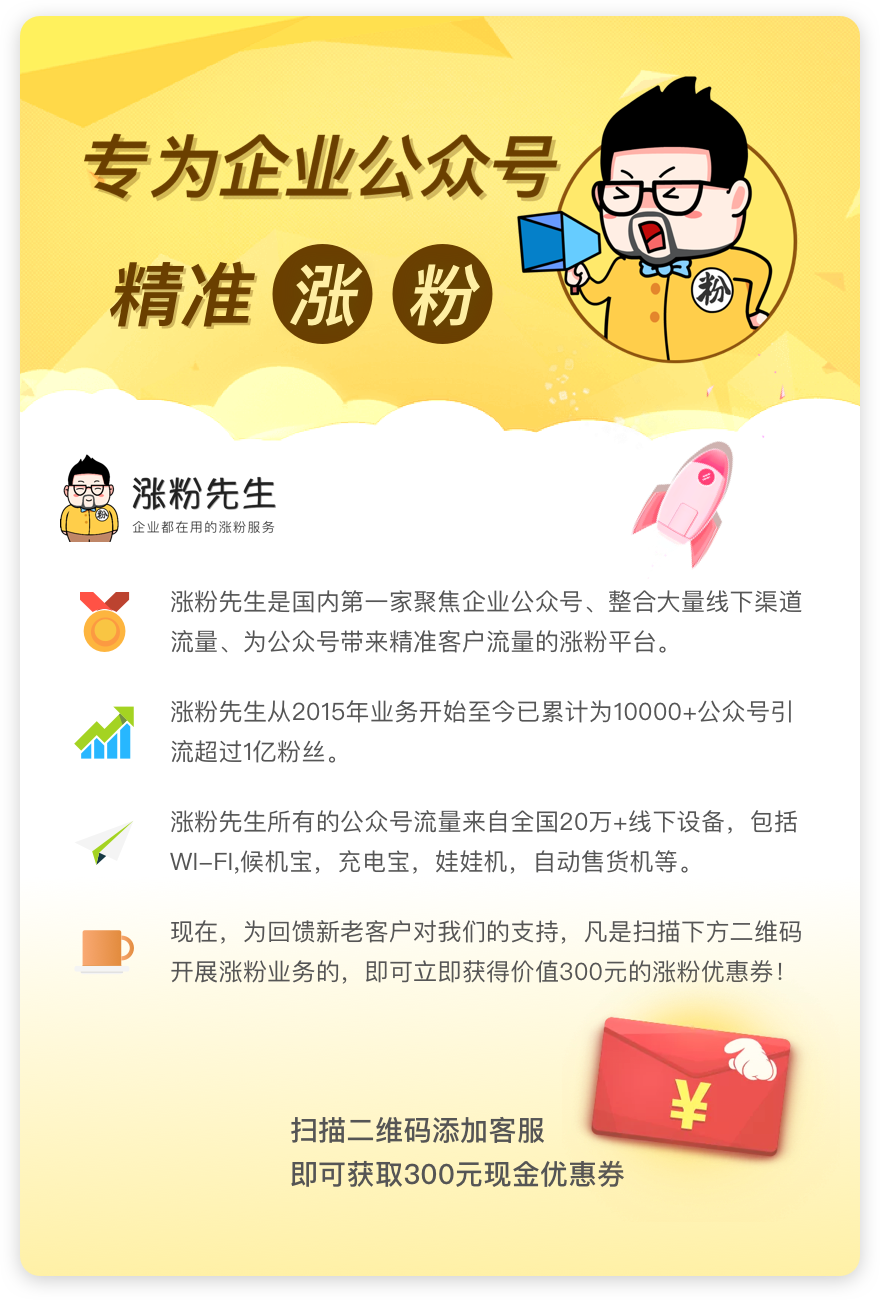 专为企业公众号
精准涨粉
粉
涨粉先生
企业都在用的涨粉服务
粉
涨粉先生是国内第一家聚焦企业公众号、整合大量线下渠道
流量、为公众号带来精准客户流量的涨粉平台。
涨粉先生从2015年业务开始至今已累计为10000+公众号引
流超过1亿粉丝。
涨粉先生所有的公众号流量来自全国20万+线下设备，包括
WI-FI,候机宝，充电宝，娃娃机，自动售货机等。
现在，为回馈新老客户对我们的支持，凡是扫描下方二维码
开展涨粉业务的，即可立即获得价值300元的涨粉优惠券！
¥
扫描二维码添加客服
即可获取300元现金优惠券